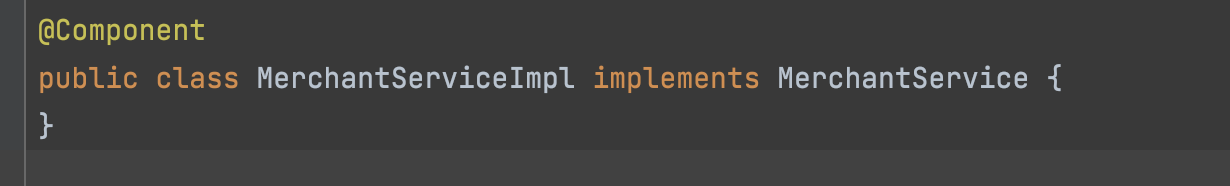 @Component
public class MerchantServiceImpl implements MerchantService {
}